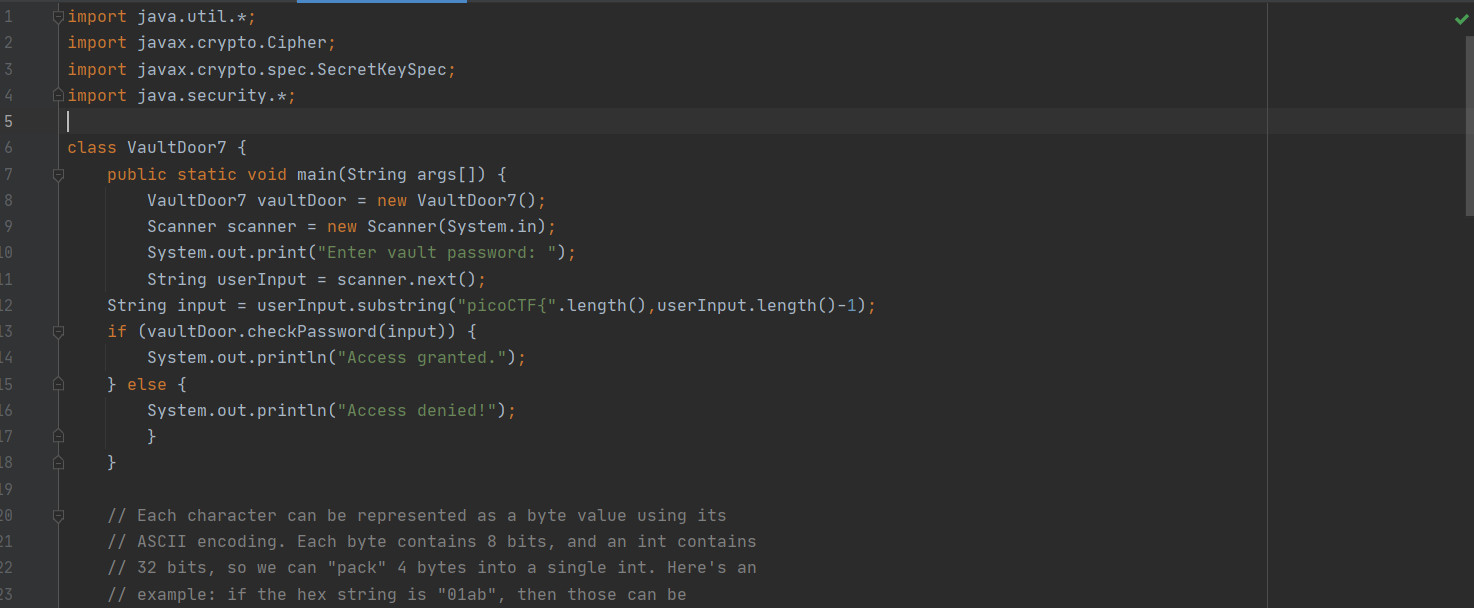 1 import java.util.*;
2 import javax.crypto.Cipher;
3 import javax.crypto.spec.SecretKeySpec;
4 import java.security.*;
5
6 class VaultDoor7 {
7     public static void main(String args[]) {
8         VaultDoor7 vaultDoor = new VaultDoor7();
9         Scanner scanner = new Scanner(System.in);
10         System.out.print("Enter vault password: ");
11         String userInput = scanner.next();
12     String input = userInput.substring("picoCTF{".length(),userInput.length()-1);
13     if (vaultDoor.checkPassword(input)) {
14         System.out.println("Access granted.");
15     } else {
16         System.out.println("Access denied!");
17         }
18     }
19
20     // Each character can be represented as a byte value using its
21     // ASCII encoding. Each byte contains 8 bits, and an int contains
22     // 32 bits, so we can "pack" 4 bytes into a single int. Here's an
23     // example: if the hex string is "01ab", then those can be